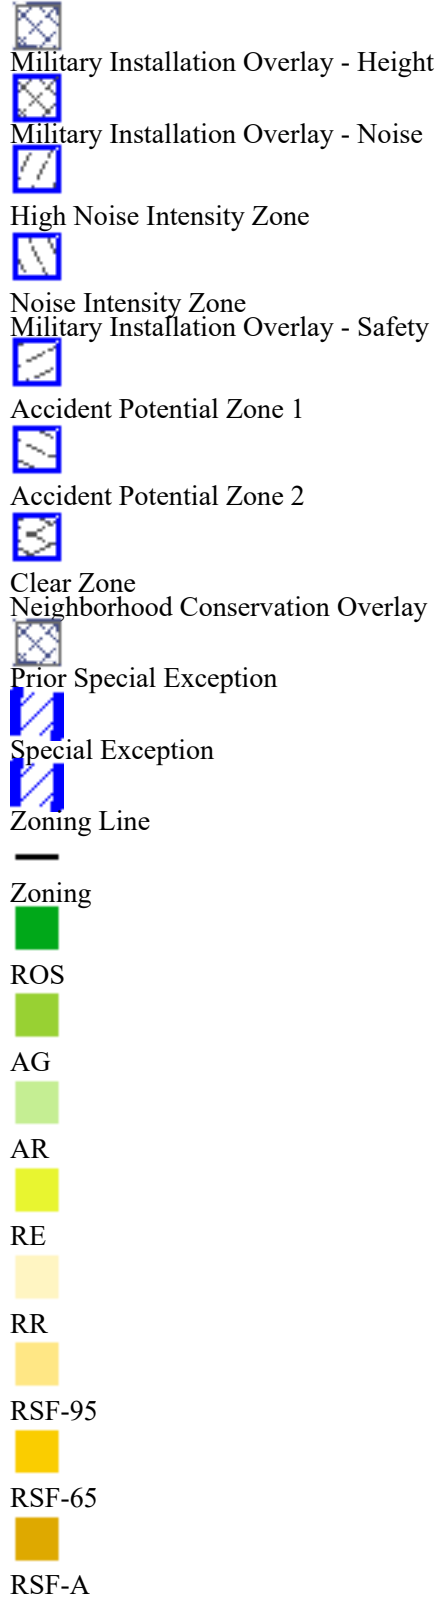 Military Installation Overlay - Height
Military Installation Overlay - Noise
High Noise Intensity Zone
Noise Intensity Zone
Military Installation Overlay - Safety
Accident Potential Zone 1
Accident Potential Zone 2
Clear Zone
Neighborhood Conservation Overlay
Prior Special Exception
Special Exception
Zoning Line
Zoning
ROS
AG
AR
RE
RR
RSF-95
RSF-65
RSF-A